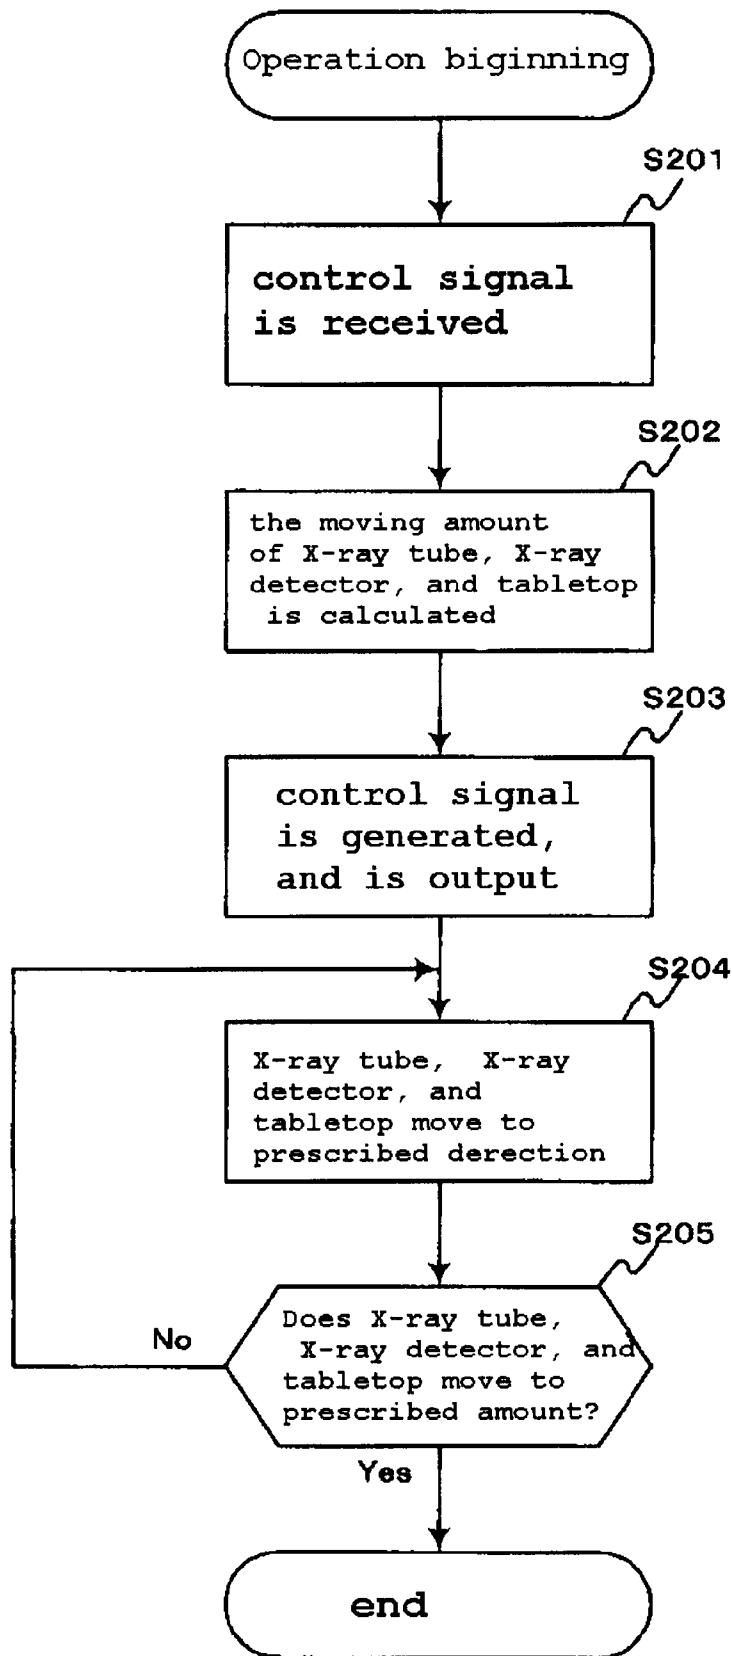 Operation biginning
S201
control signal
is received
S202
the moving amount
of X-ray tube, X-ray
detector, and tabletop
is calculated
S203
control signal
is generated,
and is output
S204
X-ray tube, X-ray
detector, and
tabletop move to
prescribed derection
S205
Does X-ray tube,
X-ray detector, and
tabletop move to
prescribed amount?
No
Yes
end